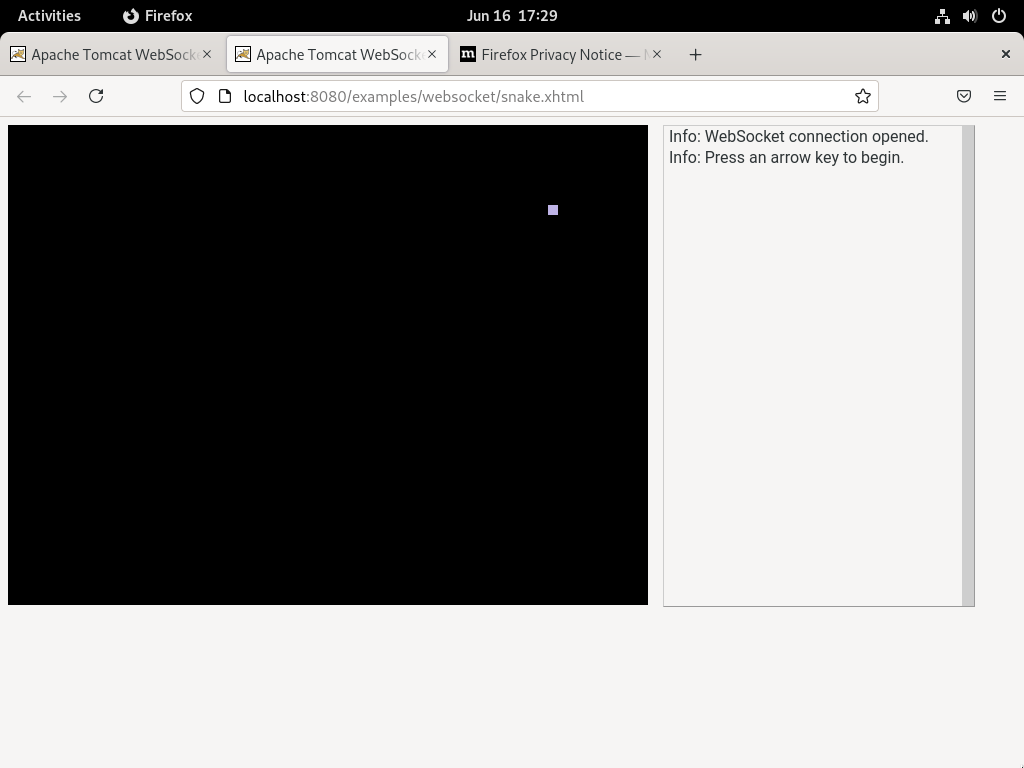 Activities Firefox Jun 16 17:29
Apache Tomcat WebSock Apache Tomcat WebSock m Firefox Privacy Notice —
localhost:8080/examples/websocket/snake.xhtml
Info: WebSocket connection opened.
Info: Press an arrow key to begin.